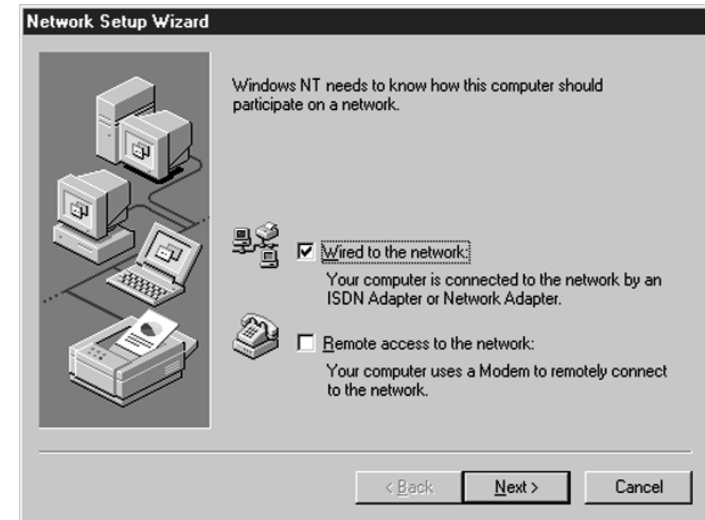 Network Setup Wizard
Windows NT needs to know how this computer should
participate on a network.
Wired to the network:
Your computer is connected to the network by an
ISDN Adapter or Network Adapter.
Remote access to the network:
Your computer uses a Modem to remotely connect
to the network.
< Back Next > Cancel